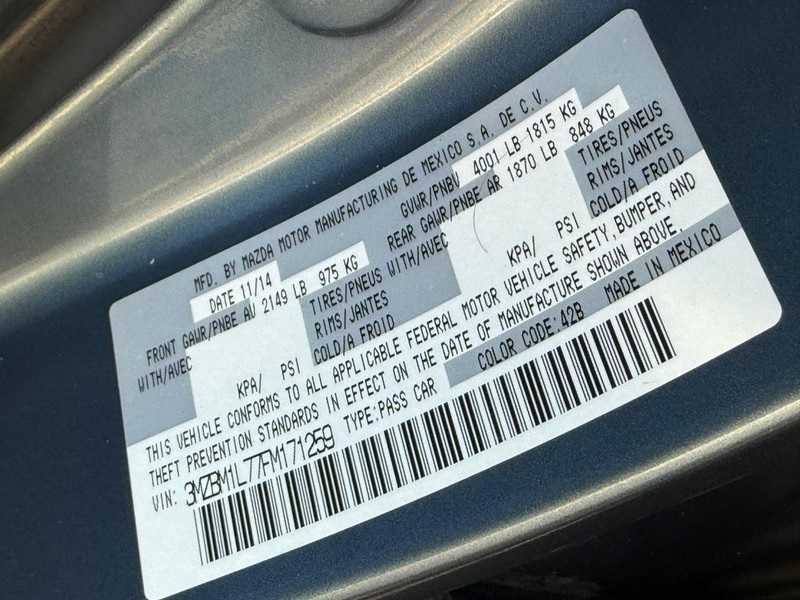 MFD. BY MAZDA MOTOR MANUFACTURING DE MEXICO S.A. DE C.V.
DATE 11/14
GVWR/PNBV 4001 LB 1815 KG
FRONT GAWR/PNBE AV 2149 LB 975 KG
REAR GAWR/PNBE AR 1870 LB 848 KG
WITH/AVEC
TIRES/PNEUS
RIMS/JANTES
KPA/ PSI COLD/A FROID
WITH/AVEC
TIRES/PNEUS
RIMS/JANTES
KPA/ PSI COLD/A FROID
THIS VEHICLE CONFORMS TO ALL APPLICABLE FEDERAL MOTOR VEHICLE SAFETY, BUMPER, AND
THEFT PREVENTION STANDARDS IN EFFECT ON THE DATE OF MANUFACTURE SHOWN ABOVE.
VIN: 3MZBM1L77FM171259 TYPE:PASS CAR COLOR CODE:42B MADE IN MEXICO